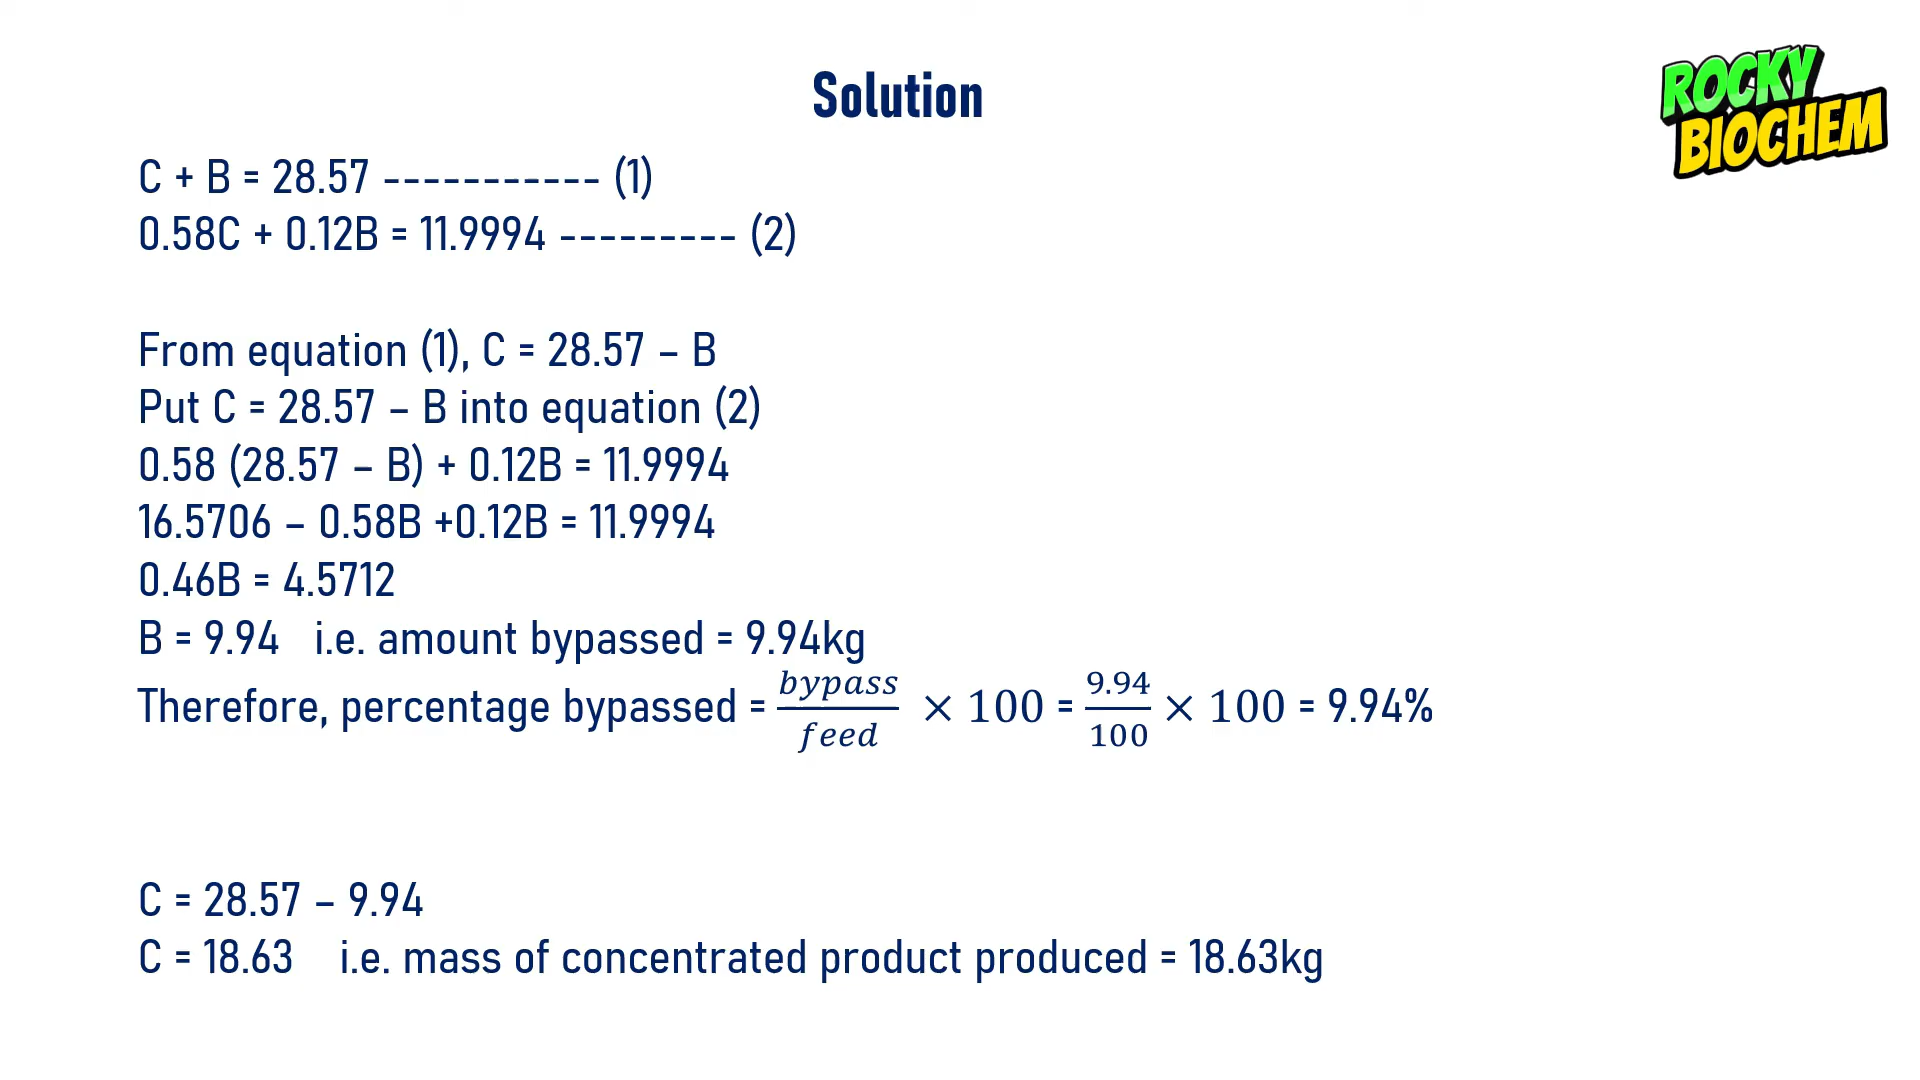 Solution
ROCKY
BIOCHEM
C + B = 28.57 ----------- (1)
0.58C + 0.12B = 11.9994 --------- (2)
From equation (1), C = 28.57 – B
Put C = 28.57 – B into equation (2)
0.58 (28.57 – B) + 0.12B = 11.9994
16.5706 – 0.58B +0.12B = 11.9994
0.46B = 4.5712
B = 9.94 i.e. amount bypassed = 9.94kg
Therefore, percentage bypassed = bypass/feed × 100 = 9.94/100 × 100 = 9.94%
C = 28.57 – 9.94
C = 18.63 i.e. mass of concentrated product produced = 18.63kg